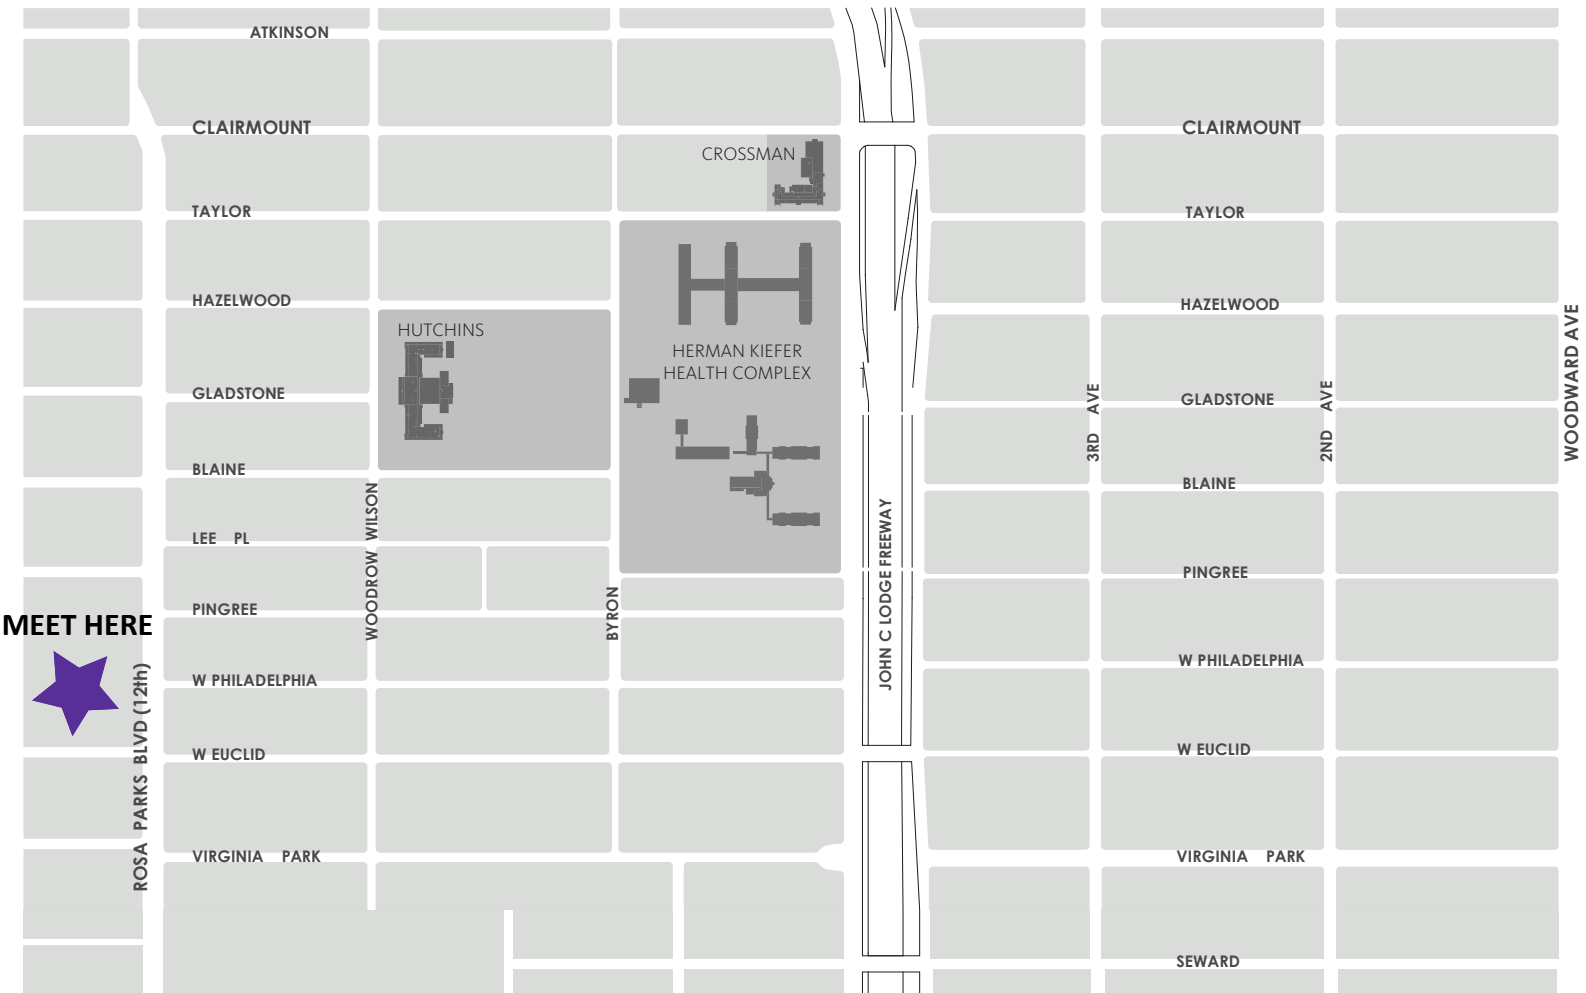 ATKINSON
CLAIRMOUNT
CLAIRMOUNT
CROSSMAN
TAYLOR
TAYLOR
HAZELWOOD
HAZELWOOD
HUTCHINS
HERMAN KIEFER
HEALTH COMPLEX
GLADSTONE
GLADSTONE
3RD AVE
2ND AVE
WOODWARD AVE
BLAINE
BLAINE
WOODROW WILSON
LEE PL
JOHN C LODGE FREEWAY
PINGREE
PINGREE
BYRON
MEET HERE
W PHILADELPHIA
W PHILADELPHIA
ROSA PARKS BLVD (12th)
W EUCLID
W EUCLID
VIRGINIA PARK
VIRGINIA PARK
SEWARD